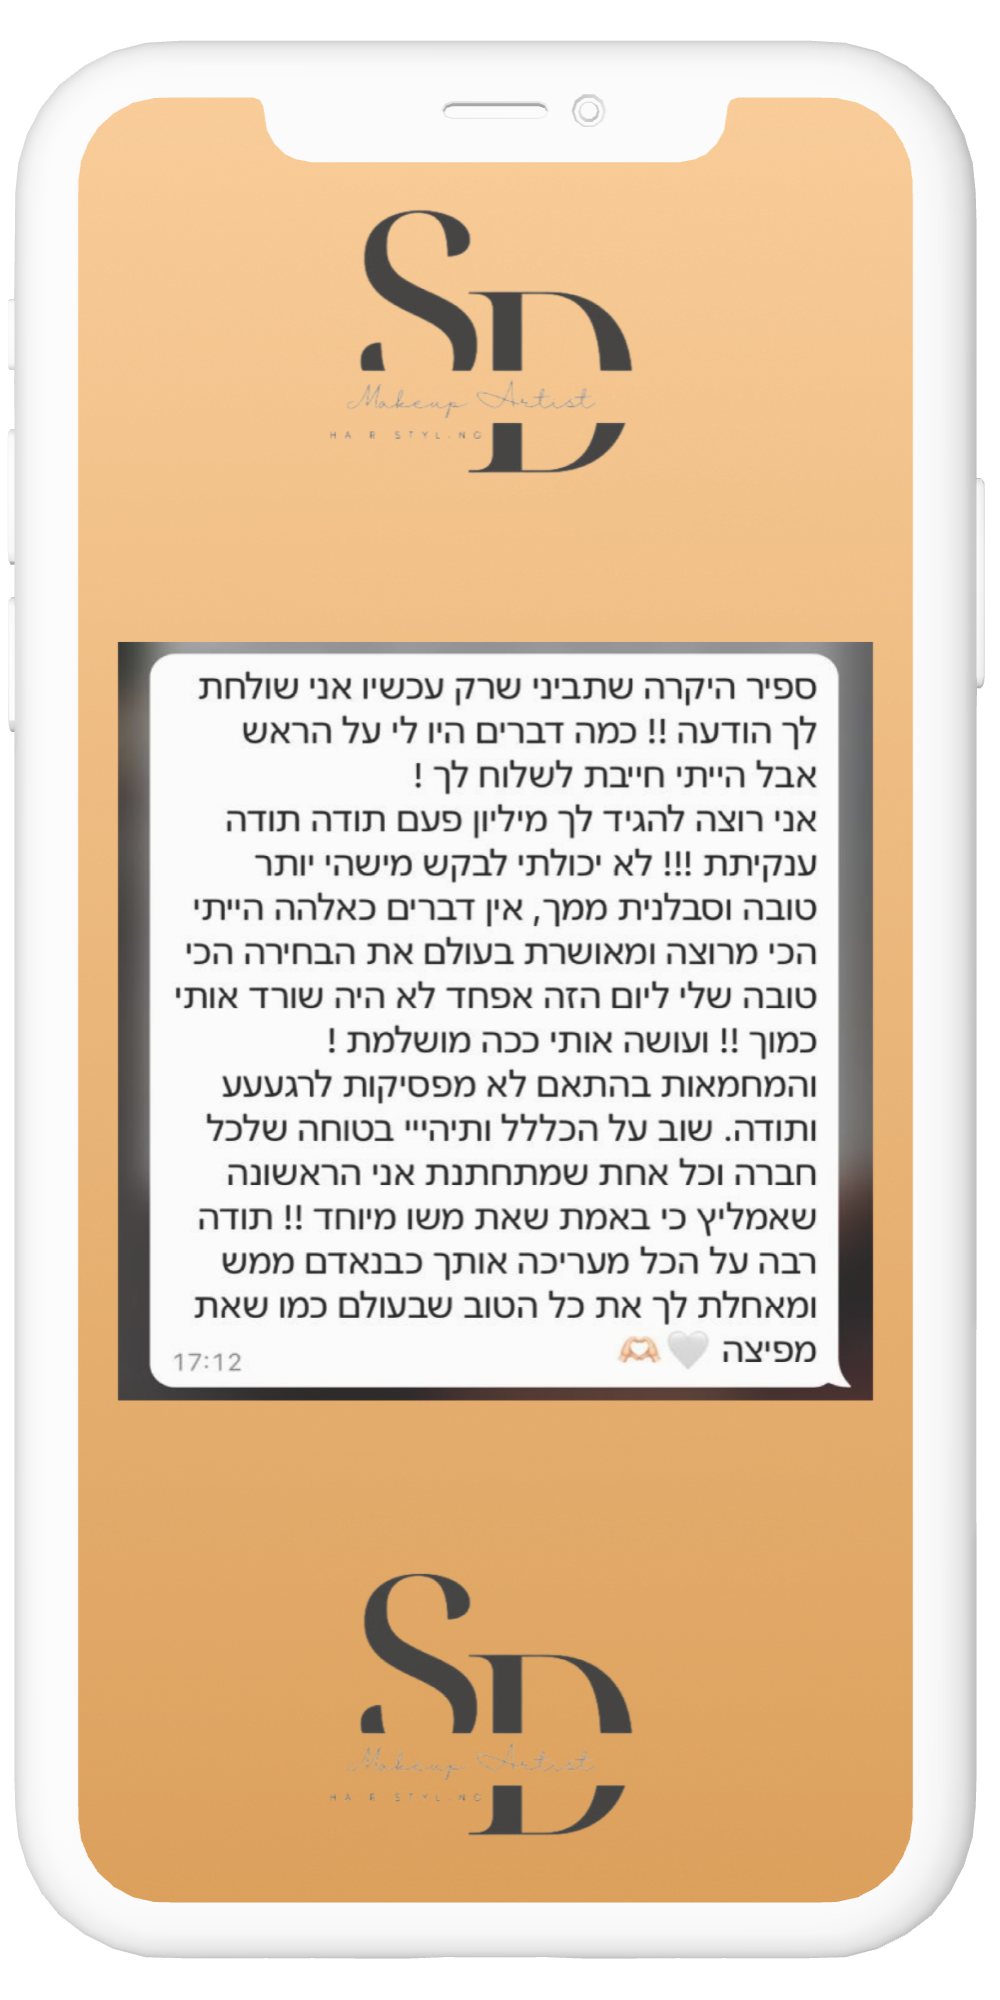 SD
Makeup Artist
HAIR STYLING
ספיר היקרה שתביני שרק עכשיו אני שולחת
לך הודעה !! כמה דברים היו לי על הראש
אבל הייתי חייבת לשלוח לך !
אני רוצה להגיד לך מיליון פעם תודה תודה
ענקיתת !!! לא יכולתי לבקש מישהי יותר
טובה וסבלנית ממך, אין דברים כאלהה הייתי
הכי מרוצה ומאושרת בעולם את הבחירה הכי
טובה שלי ליום הזה אפחד לא היה שורד אותי
כמוך !! ועושה אותי ככה מושלמת !
והמחמאות בהתאם לא מפסיקות לרגעעע
ותודה. שוב על הכללל ותיהייי בטוחה שלכל
חברה וכל אחת שמתחתנת אני הראשונה
שאמליץ כי באמת שאת משו מיוחד !! תודה
רבה על הכל מעריכה אותך כבנאדם ממש
ומאחלת לך את כל הטוב שבעולם כמו שאת
מפיצה 🤍🫶🏻
17:12
SD
Makeup Artist
HAIR STYLING